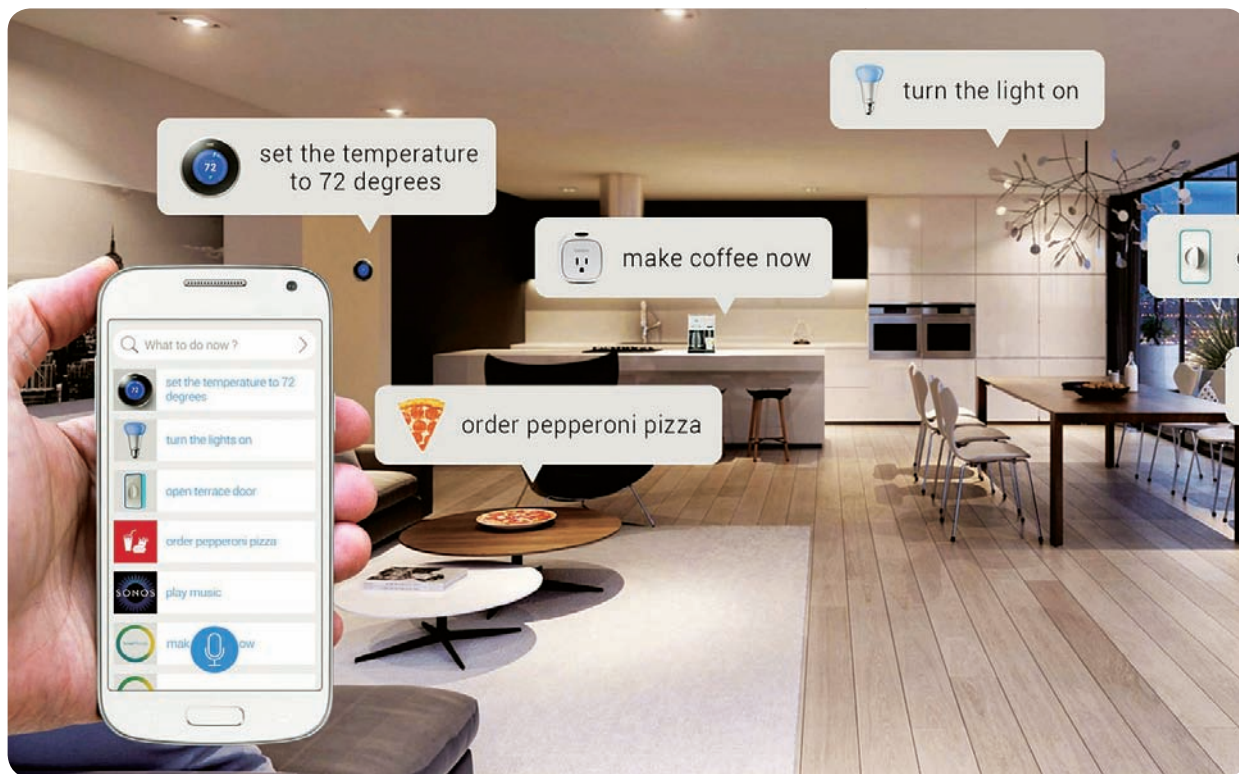 turn the light on
set the temperature
to 72 degrees
72
make coffee now
What to do now ?
72
set the temperature to 72
degrees
turn the lights on
open terrace door
order pepperoni pizza
SONOS
play music
order pepperoni pizza